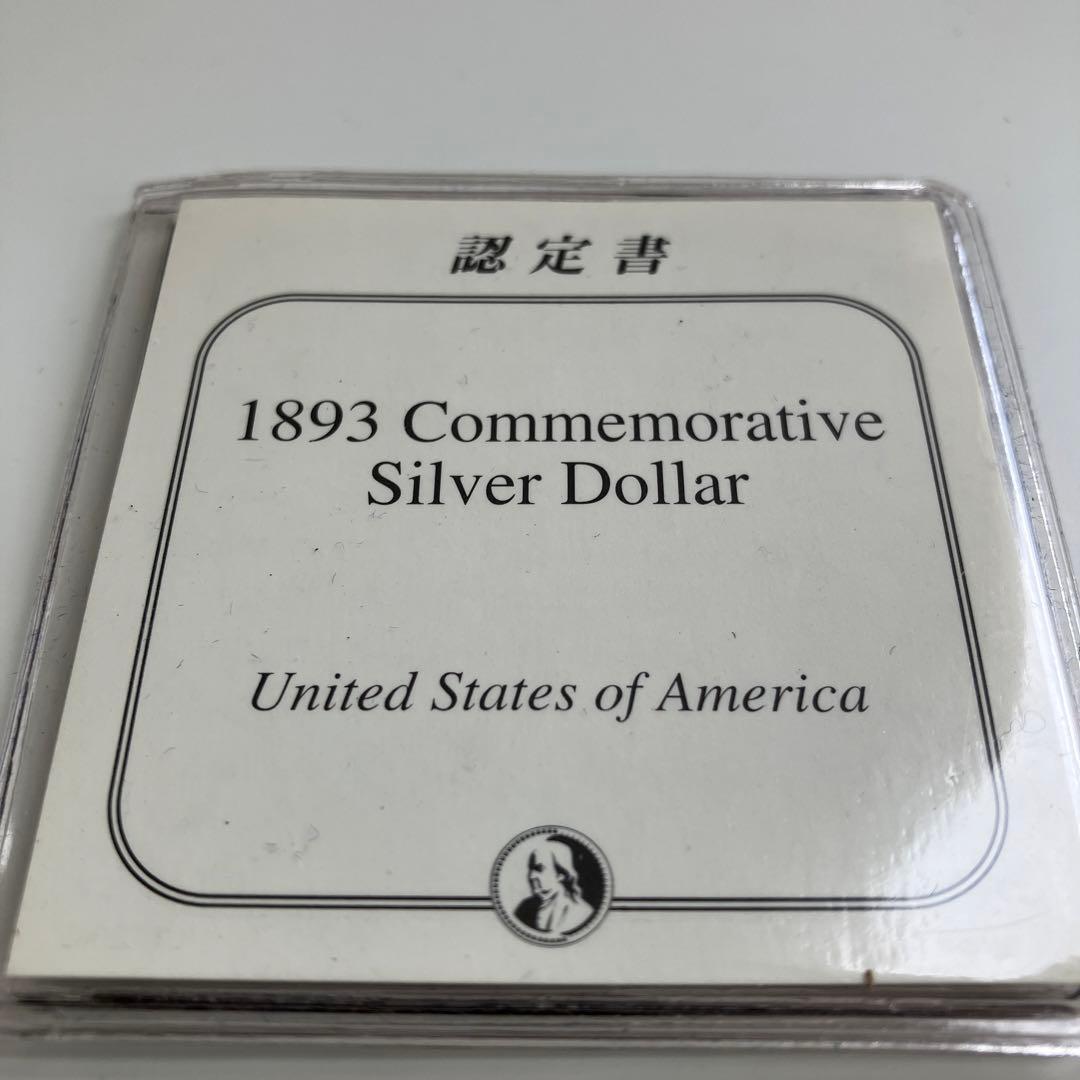 認定書
1893 Commemorative
Silver Dollar
United States of America